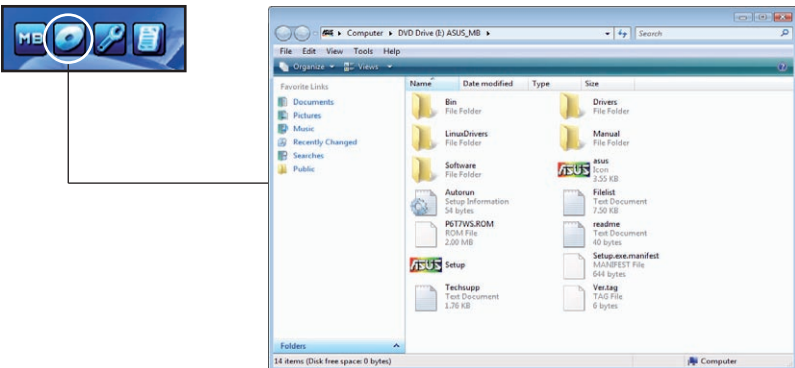 MB
Computer ▸ DVD Drive (E:) ASUS_MB ▸
Search
File Edit View Tools Help
Organize Views
Favorite Links
Documents
Pictures
Music
Recently Changed
Searches
Public
Folders
Name Date modified Type Size
Bin
File Folder
Drivers
File Folder
LinuxDrivers
File Folder
Manual
File Folder
Software
File Folder
ASUS
asus
Icon
3.55 KB
Autorun
Setup Information
54 bytes
Filelist
Text Document
7.50 KB
P6T7WS.ROM
ROM File
2.00 MB
readme
Text Document
40 bytes
ASUS
Setup
Setup.exe.manifest
MANIFEST File
644 bytes
Techsupp
Text Document
1.76 KB
Ver.tag
TAG File
6 bytes
14 items (Disk free space: 0 bytes)
Computer